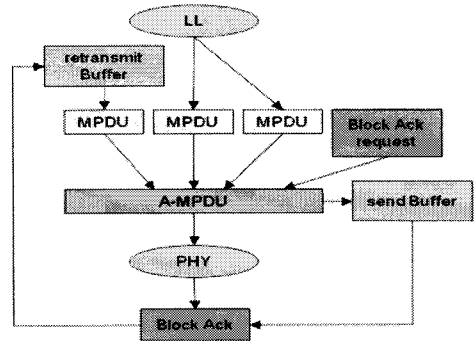 LL
retransmit
Buffer
MPDU
MPDU
MPDU
Block Ack
request
A-MPDU
send Buffer
PHY
Block Ack